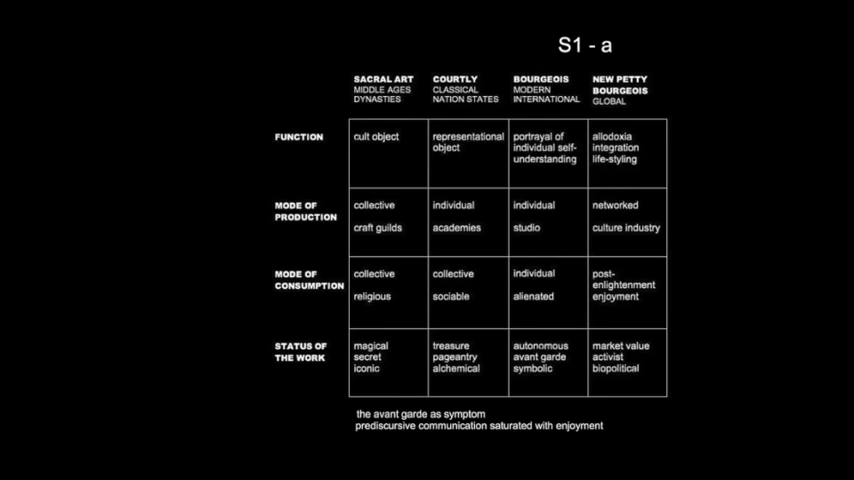 S1 - a
SACRAL ART
MIDDLE AGES
DYNASTIES
COURTLY
CLASSICAL
NATION STATES
BOURGEOIS
MODERN
INTERNATIONAL
NEW PETTY
BOURGEOIS
GLOBAL
FUNCTION
cult object
representational
object
portrayal of
individual self-
understanding
allodoxia
integration
life-styling
MODE OF
PRODUCTION
collective
craft guilds
individual
academies
individual
studio
networked
culture industry
MODE OF
CONSUMPTION
collective
religious
collective
sociable
individual
alienated
post-
enlightenment
enjoyment
STATUS OF
THE WORK
magical
secret
iconic
treasure
pageantry
alchemical
autonomous
avant garde
symbolic
market value
activist
biopolitical
the avant garde as symptom
prediscursive communication saturated with enjoyment